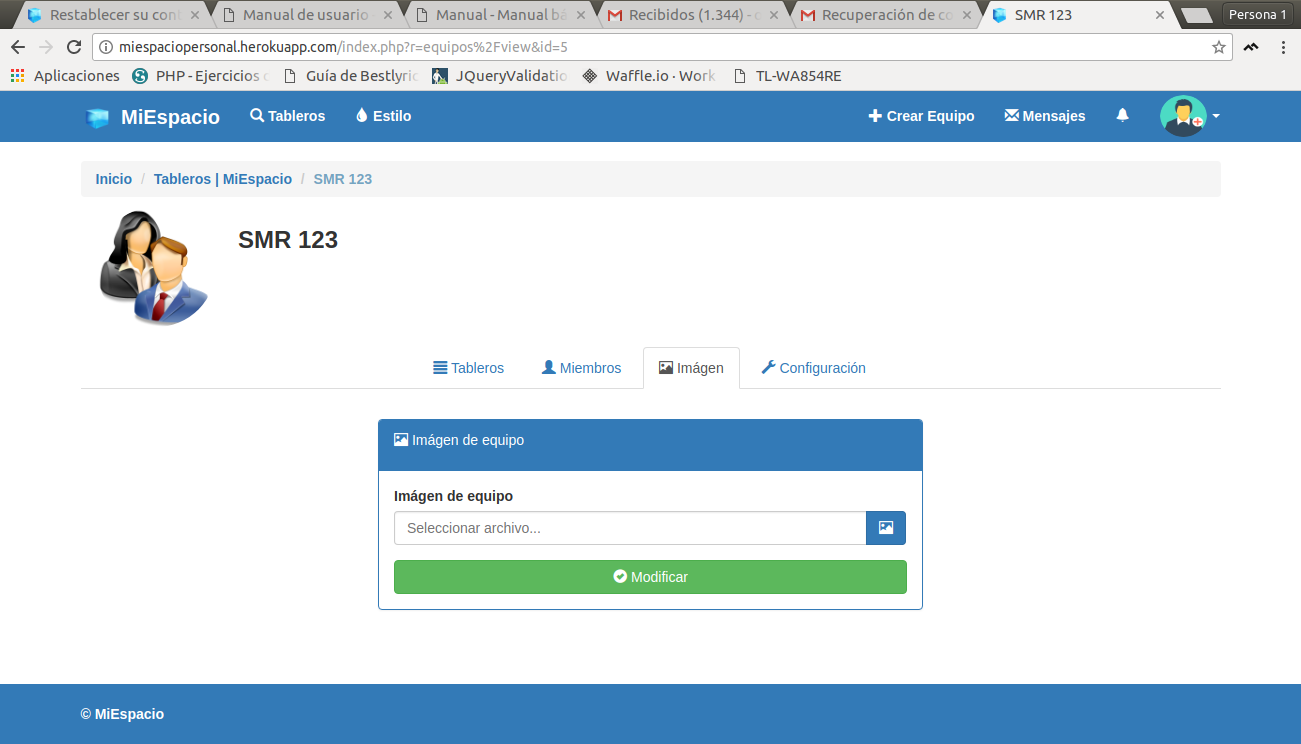 Restablecer su con
Manual de usuario
Manual - Manual bá
Recibidos (1.344) - c
Recuperación de co
SMR 123
Persona 1
miespaciopersonal.herokuapp.com/index.php?r=equipos%2Fview&id=5
Aplicaciones
PHP - Ejercicios
Guía de Bestlyric
JQueryValidatio
Waffle.io · Work
TL-WA854RE
MiEspacio
Tableros
Estilo
Crear Equipo
Mensajes
Inicio / Tableros | MiEspacio / SMR 123
SMR 123
Tableros
Miembros
Imágen
Configuración
Imágen de equipo
Imágen de equipo
Seleccionar archivo...
Modificar
© MiEspacio